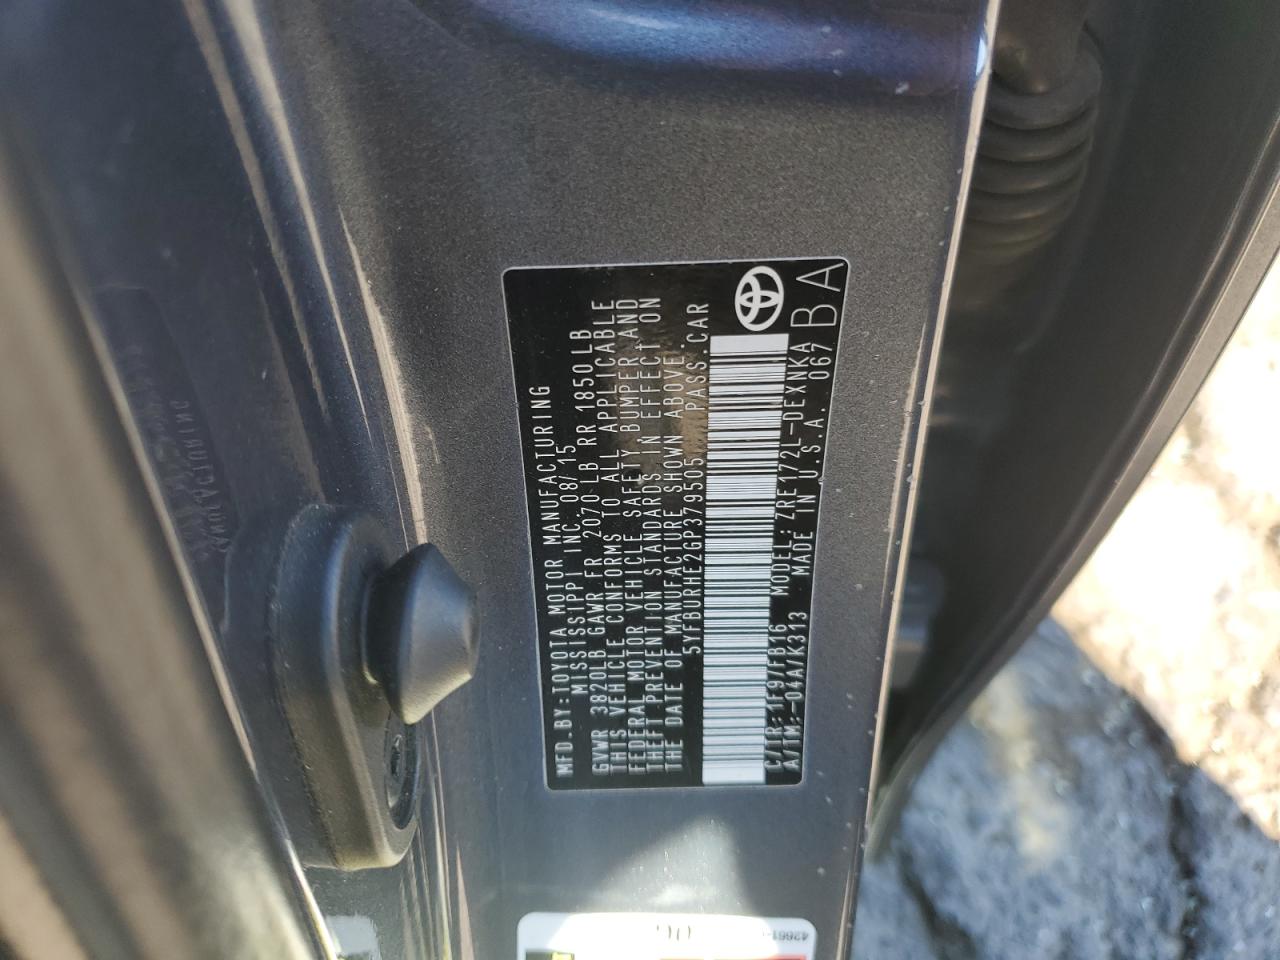 MFD.BY:TOYOTA MOTOR MANUFACTURING
MISSISSIPPI INC. 08/15
GVWR 3820LB GAWR FR 2070 LB RR 1850LB
THIS VEHICLE CONFORMS TO ALL APPLICABLE
FEDERAL MOTOR VEHICLE SAFETY, BUMPER AND
THEFT PREVENTION STANDARDS IN EFFECT ON
THE DATE OF MANUFACTURE SHOWN ABOVE.
5YFBURHE2GP379505 PASS.CAR
C/TR:1F9/FB16 MODEL:ZRE172L-DEXNKA
A/TM:-04A/K313 MADE IN U.S.A. 067
BA
42661-